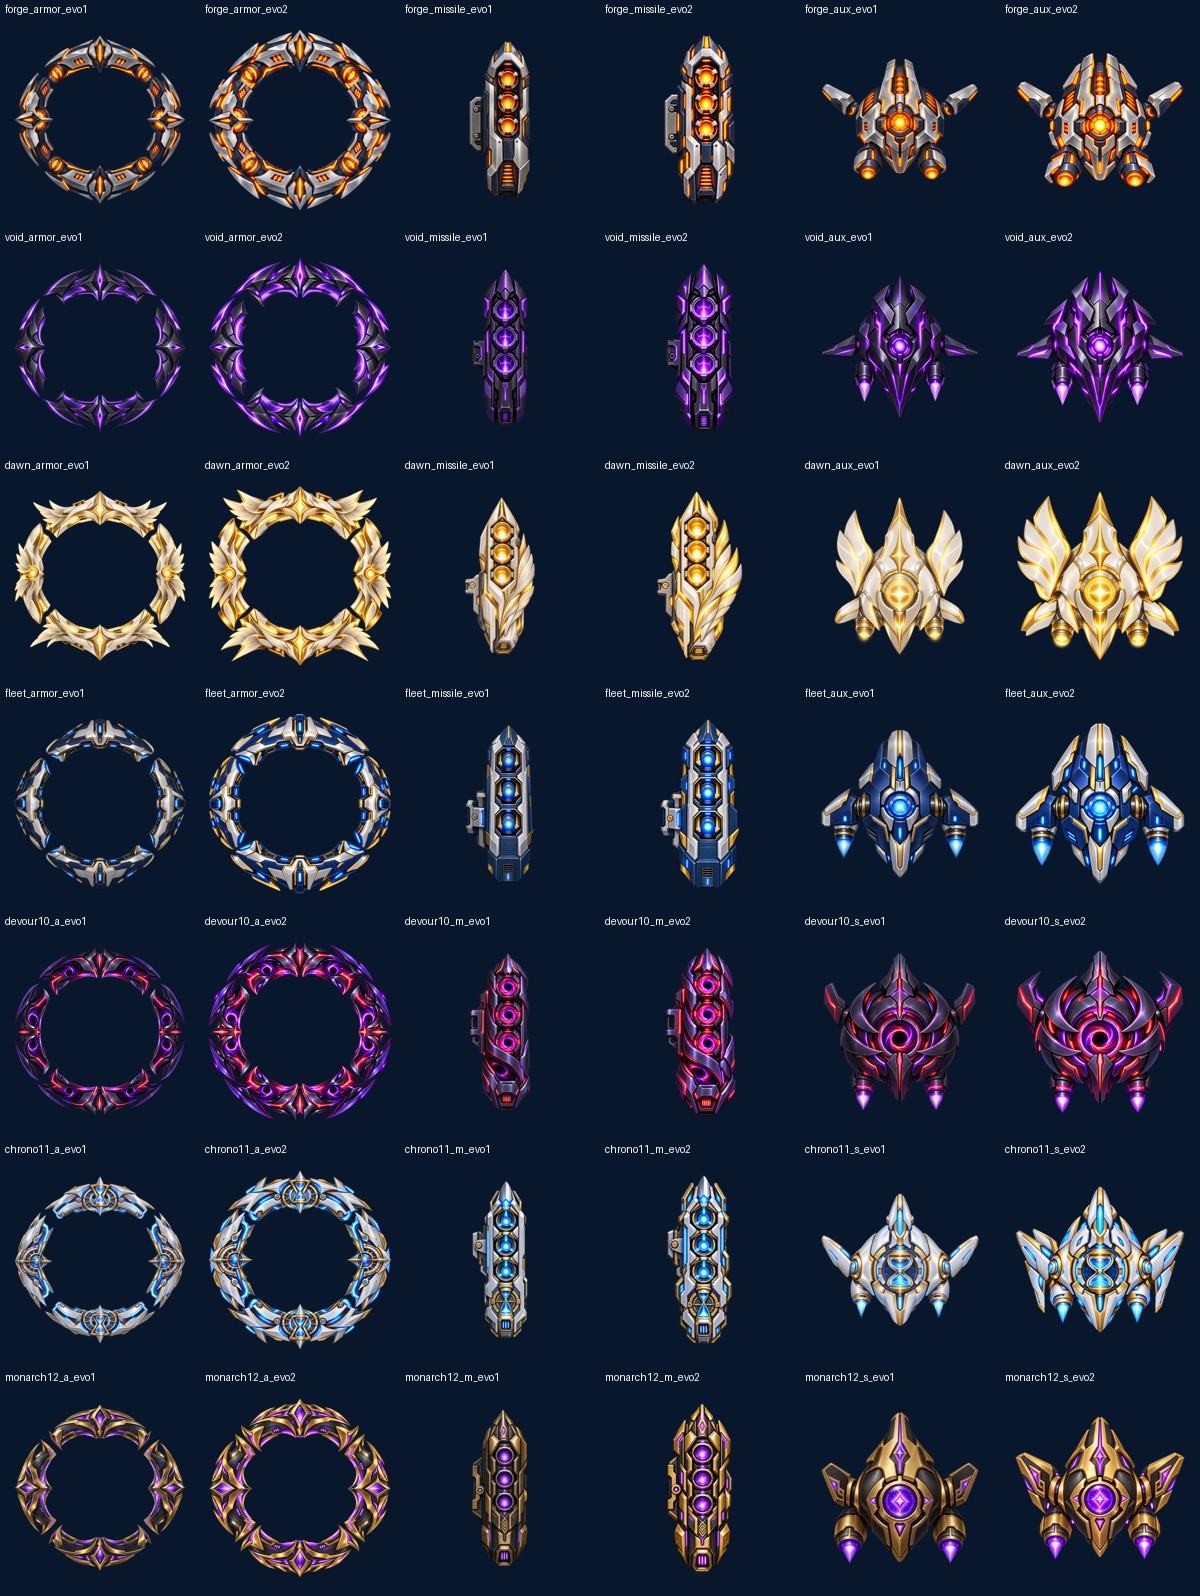 forge_armor_evo1 forge_armor_evo2 forge_missile_evo1 forge_missile_evo2 forge_aux_evo1 forge_aux_evo2
void_armor_evo1 void_armor_evo2 void_missile_evo1 void_missile_evo2 void_aux_evo1 void_aux_evo2
dawn_armor_evo1 dawn_armor_evo2 dawn_missile_evo1 dawn_missile_evo2 dawn_aux_evo1 dawn_aux_evo2
fleet_armor_evo1 fleet_armor_evo2 fleet_missile_evo1 fleet_missile_evo2 fleet_aux_evo1 fleet_aux_evo2
devour10_a_evo1 devour10_a_evo2 devour10_m_evo1 devour10_m_evo2 devour10_s_evo1 devour10_s_evo2
chrono11_a_evo1 chrono11_a_evo2 chrono11_m_evo1 chrono11_m_evo2 chrono11_s_evo1 chrono11_s_evo2
monarch12_a_evo1 monarch12_a_evo2 monarch12_m_evo1 monarch12_m_evo2 monarch12_s_evo1 monarch12_s_evo2